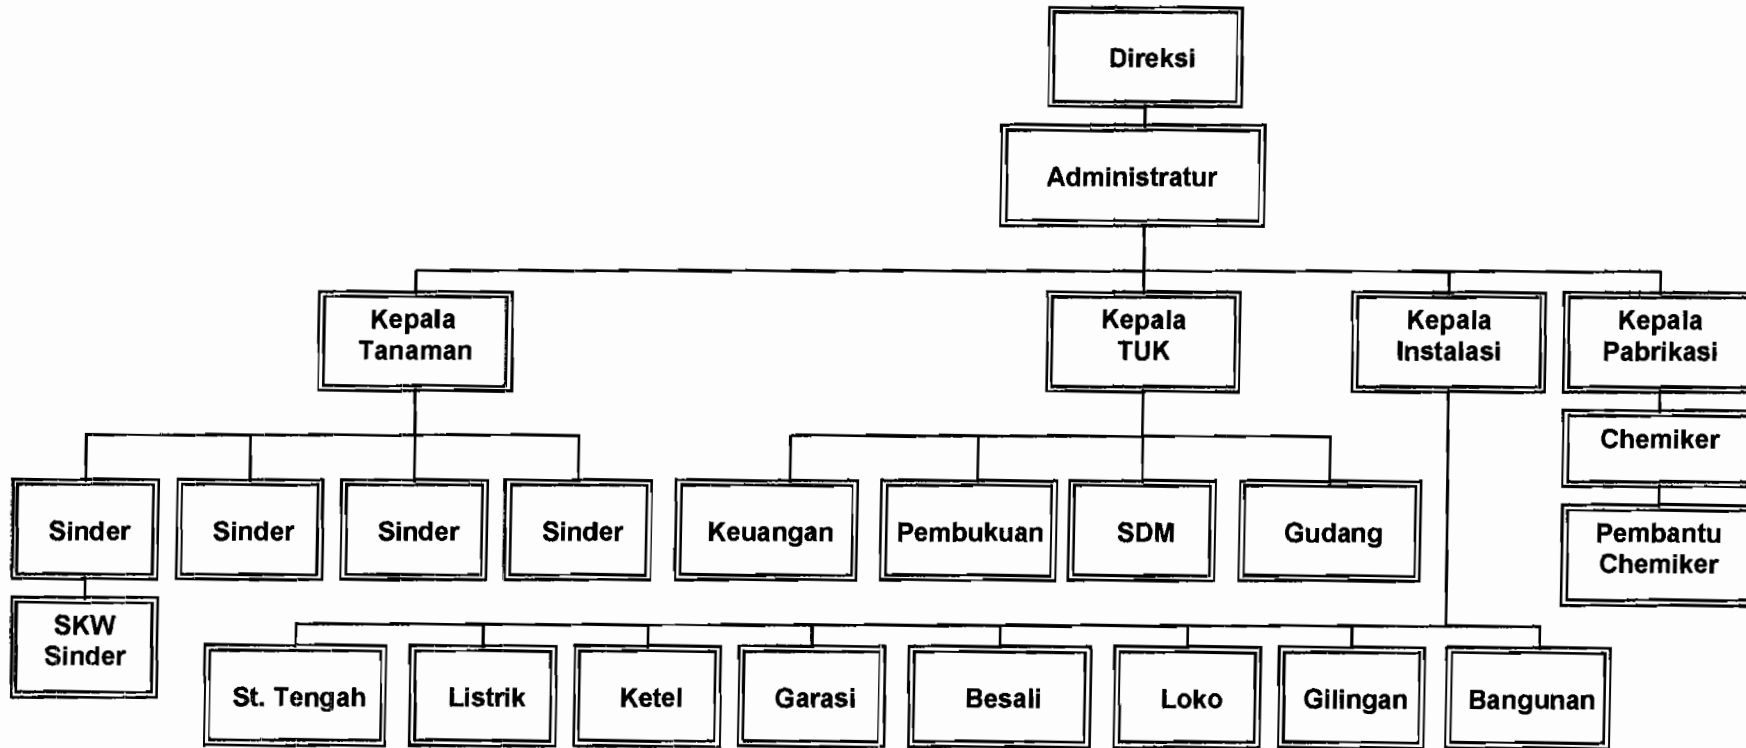 Direksi
Administratur
Kepala
Tanaman
Kepala
TUK
Kepala
Instalasi
Kepala
Pabrikasi
Chemiker
Sinder
Sinder
Sinder
Sinder
Keuangan
Pembukuan
SDM
Gudang
Pembantu
Chemiker
SKW
Sinder
St. Tengah
Listrik
Ketel
Garasi
Besali
Loko
Gilingan
Bangunan